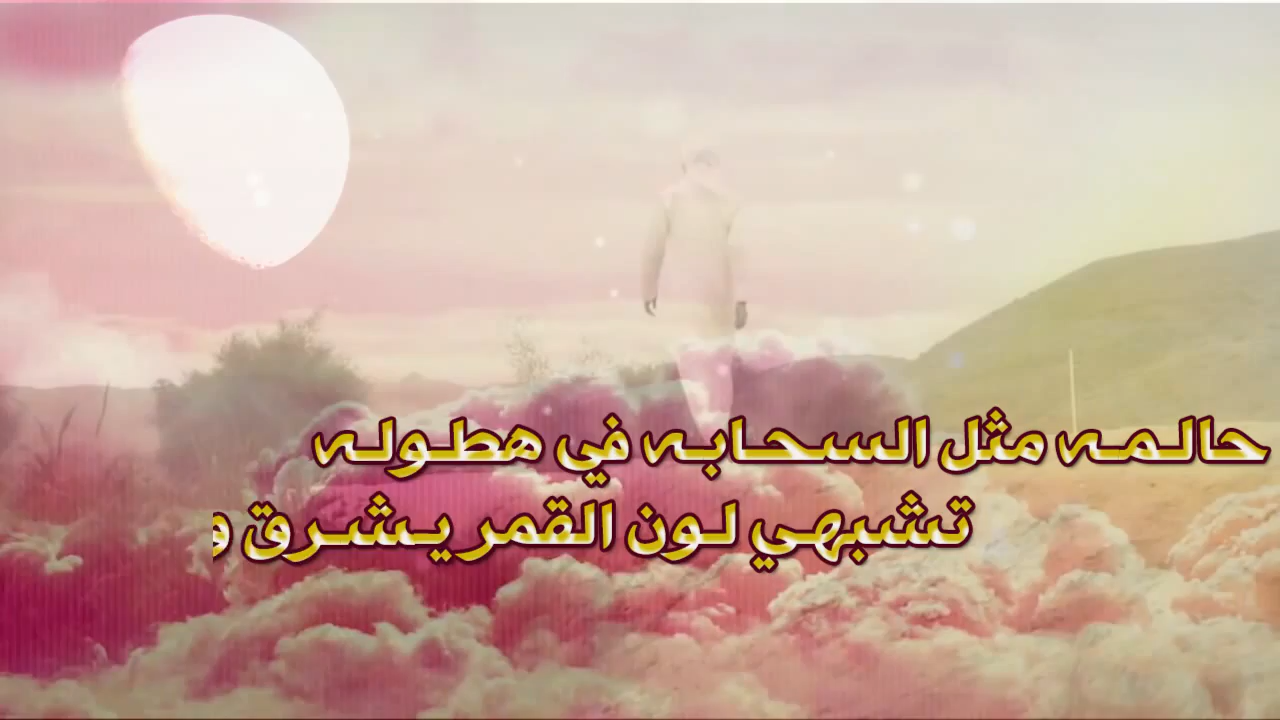 حالمه مثل السحابه في هطوله
تشبهي لون القمر يشرق و